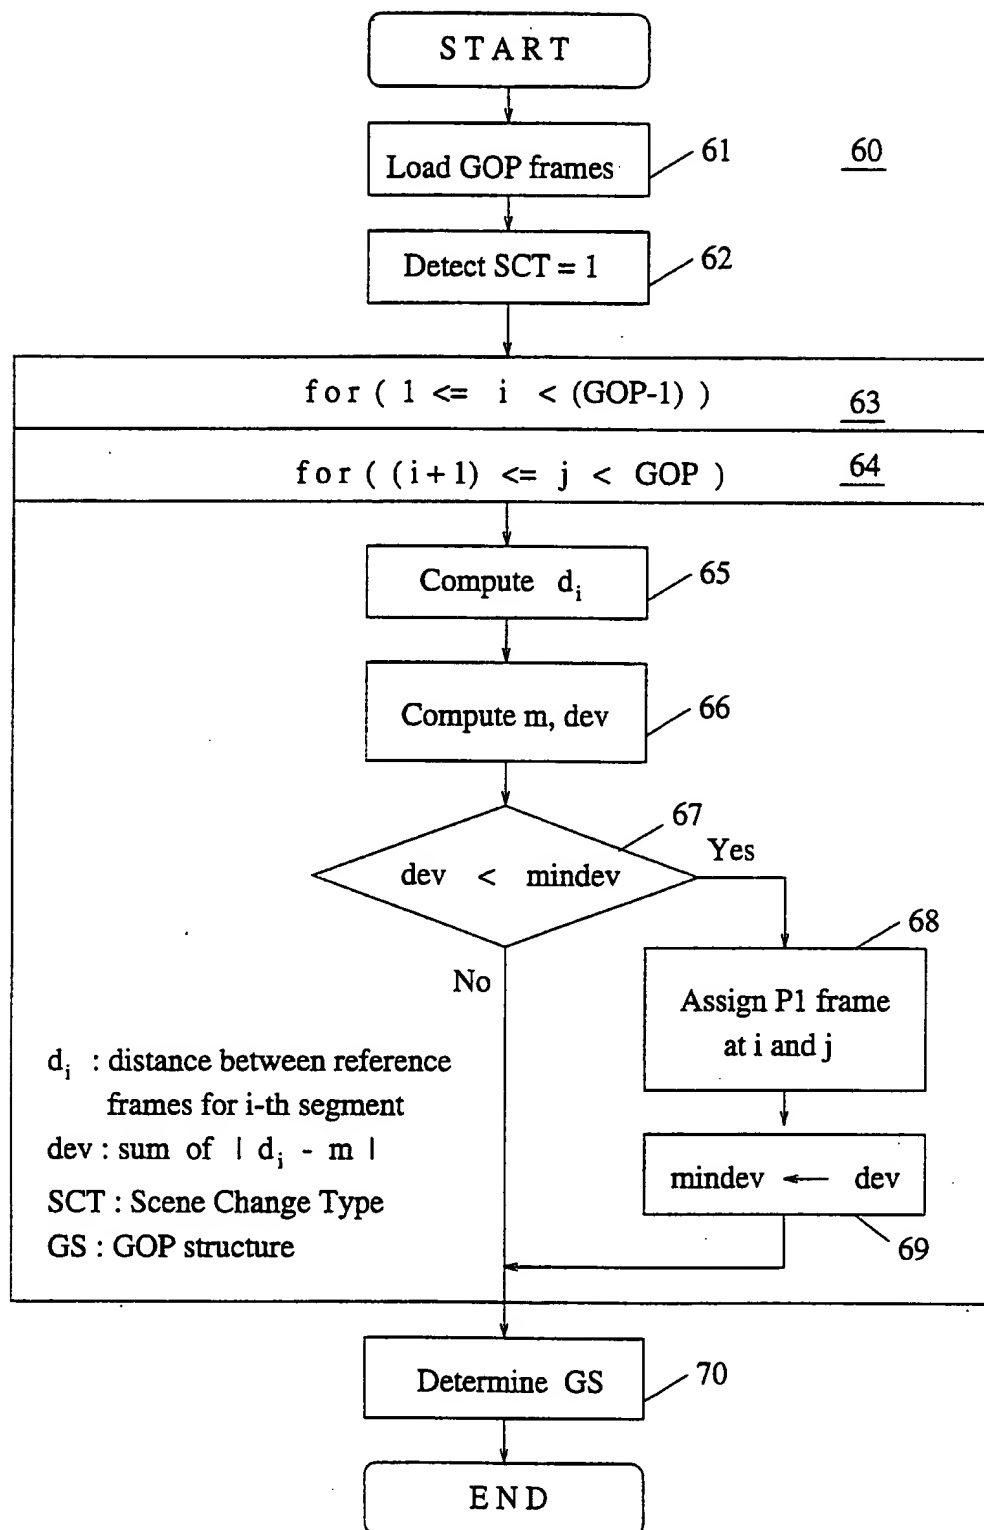 START
Load GOP frames
61
60
Detect SCT = 1
62
for ( 1 <= i < (GOP-1) )
63
for ( (i+1) <= j < GOP )
64
Compute dᵢ
65
Compute m, dev
66
67
dev < mindev
Yes
No
68
Assign P1 frame
at i and j
mindev ← dev
69
dᵢ : distance between reference
frames for i-th segment
dev : sum of | dᵢ - m |
SCT : Scene Change Type
GS : GOP structure
Determine GS
70
END